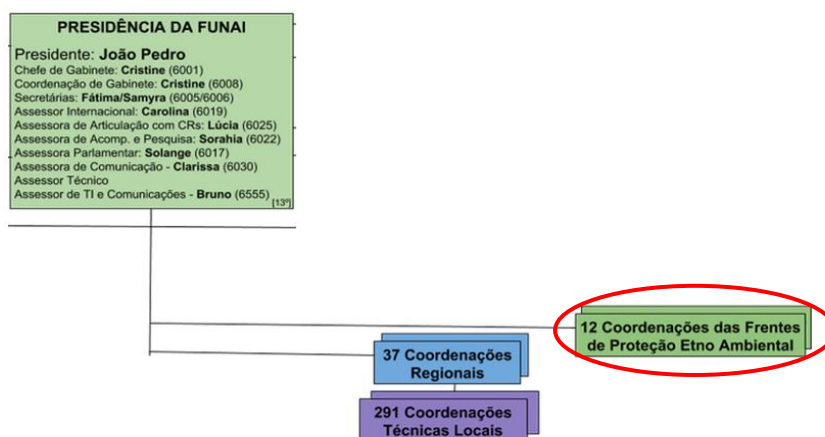 PRESIDÊNCIA DA FUNAI
Presidente: João Pedro
Chefe de Gabinete: Cristine (6001)
Coordenação de Gabinete: Cristine (6008)
Secretárias: Fátima/Samyra (6005/6006)
Assessor Internacional: Carolina (6019)
Assessora de Articulação com CRs: Lúcia (6025)
Assessora de Acomp. e Pesquisa: Sorahia (6022)
Assessora Parlamentar: Solange (6017)
Assessora de Comunicação - Clarissa (6030)
Assessor Técnico
Assessor de TI e Comunicações - Bruno (6555)
[13º]
12 Coordenações das Frentes
de Proteção Etno Ambiental
37 Coordenações
Regionais
291 Coordenações
Técnicas Locais